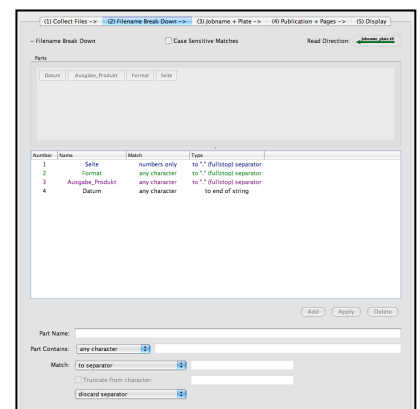 (1) Collect Files -> (2) Filename Break Down -> (3) Jobname + Plate -> (4) Publication + Pages -> (5) Display
- Filename Break Down Case Sensitive Matches Read Direction: Jobname_plate.tif
Parts
Datum Ausgabe_Produkt Format Seite
Number Name Match Type
1 Seite numbers only to "." (fullstop) separator
2 Format any character to "." (fullstop) separator
3 Ausgabe_Produkt any character to "." (fullstop) separator
4 Datum any character to end of string
Add Apply Delete
Part Name:
Part Contains: any character
Match: to separator
Truncate from character:
discard separator